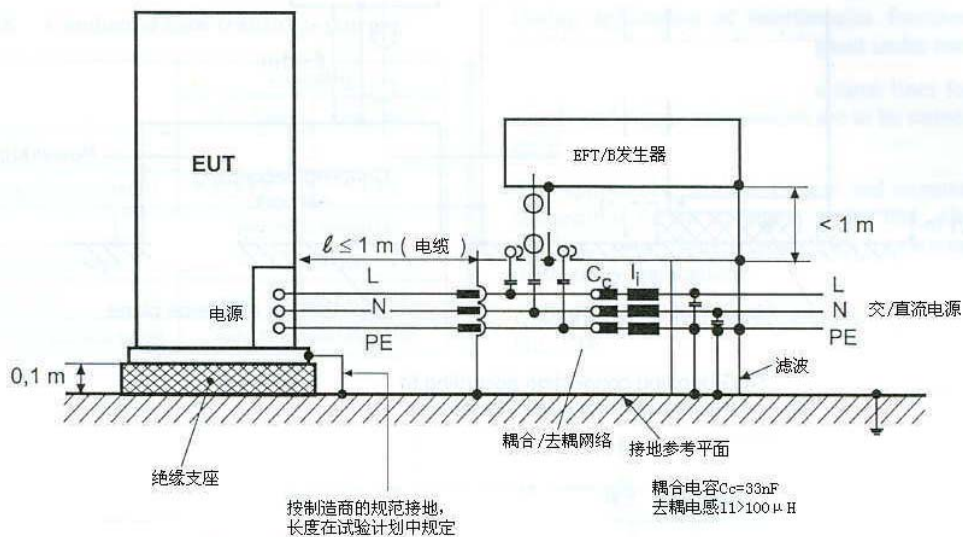 EFT/B发生器
EUT
< 1 m
ℓ ≤ 1 m ( 电缆 )
L
Cc
li
L
电源
N
N
交/直流电源
PE
PE
0,1 m
滤波
耦合/去耦网络
接地参考平面
绝缘支座
耦合电容Cc=33nF
去耦电感l1>100μH
按制造商的规范接地,
长度在试验计划中规定